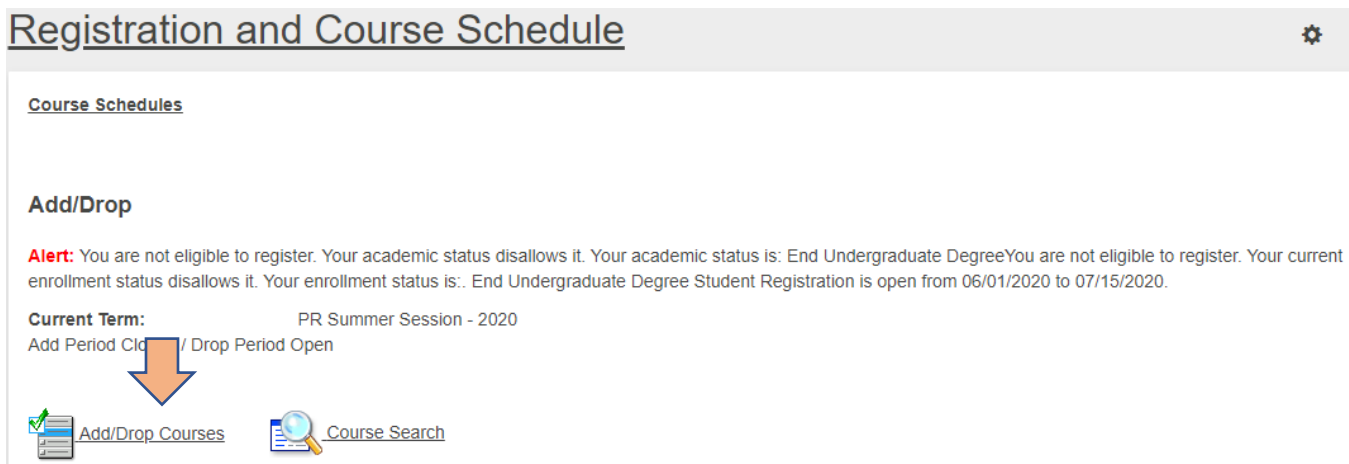 Registration and Course Schedule
Course Schedules
Add/Drop
Alert: You are not eligible to register. Your academic status disallows it. Your academic status is: End Undergraduate DegreeYou are not eligible to register. Your current
enrollment status disallows it. Your enrollment status is:. End Undergraduate Degree Student Registration is open from 06/01/2020 to 07/15/2020.
Current Term: PR Summer Session - 2020
Add Period / Drop Period Open
Add/Drop Courses Course Search